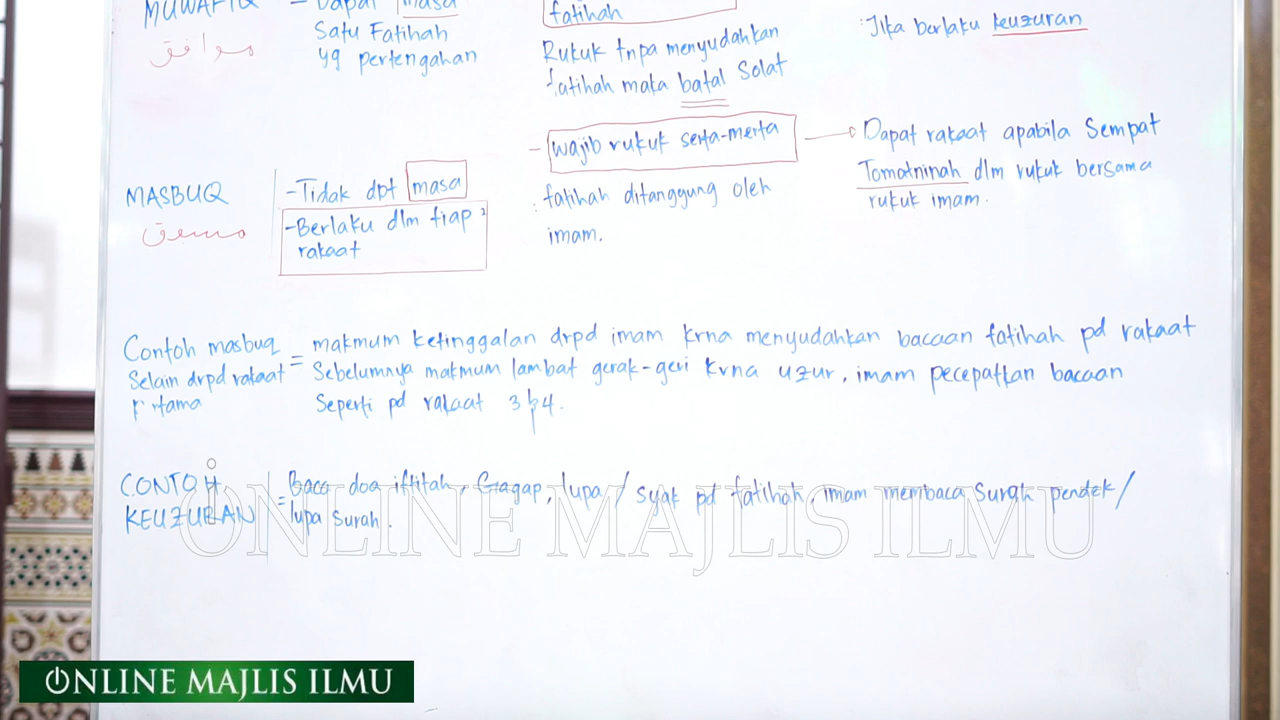 MUWAFIQ
موافق
- Dapat masa
Satu Fatihah
yg pertengahan
fatihah
Rukuk tnpa menyudahkan
fatihah maka batal Solat
: Jika berlaku keuzuran
MASBUQ
مسبوق
- Tidak dpt masa
- Berlaku dlm tiap2
rakaat
- wajib rukuk serta-merta
: fatihah ditanggung oleh
imam.
Dapat rakaat apabila Sempat
Tomakninah dlm rukuk bersama
rukuk imam.
Contoh masbuq
Selain drpd rakaat
pertama
= makmum ketinggalan drpd imam krna menyudahkan bacaan fatihah pd rakaat
Sebelumnya makmum lambat gerak-geri krna uzur, imam pecepatkan bacaan
Seperti pd rakaat 3 4.
CONTOH
KEUZURAN
= Baca doa iftitah, Gagap, lupa / syak pd fatihah, imam membaca surah pendek /
lupa surah.
ONLINE MAJLIS ILMU
ONLINE MAJLIS ILMU